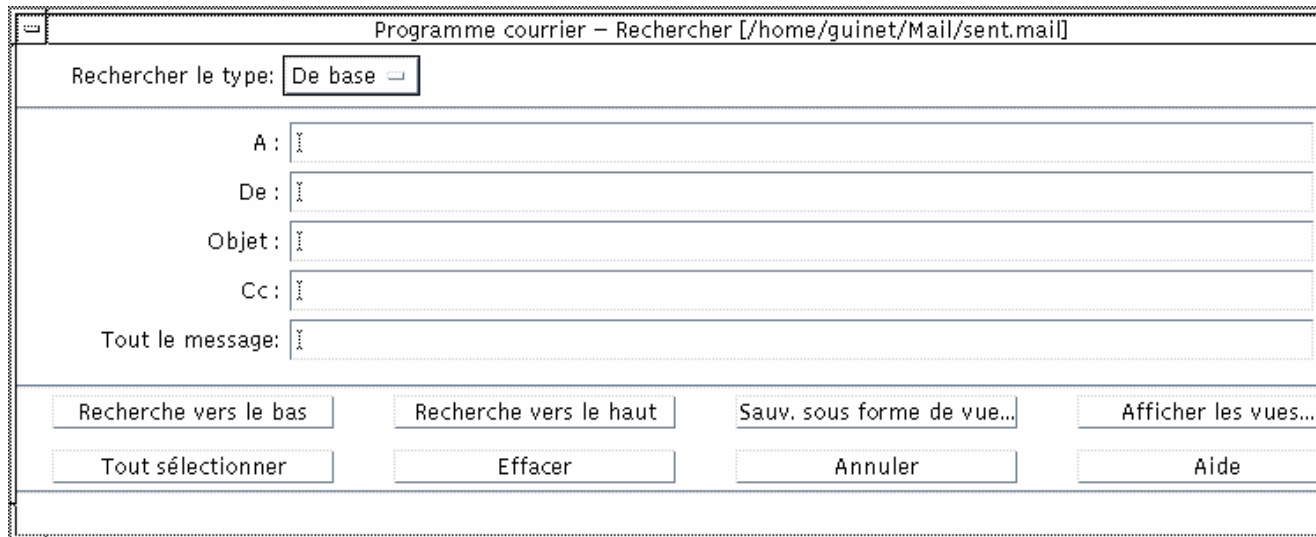 Programme courrier – Rechercher [/home/guinet/Mail/sent.mail]
Rechercher le type: De base
A :
De :
Objet :
Cc :
Tout le message:
Recherche vers le bas Recherche vers le haut Sauv. sous forme de vue... Afficher les vues...
Tout sélectionner Effacer Annuler Aide